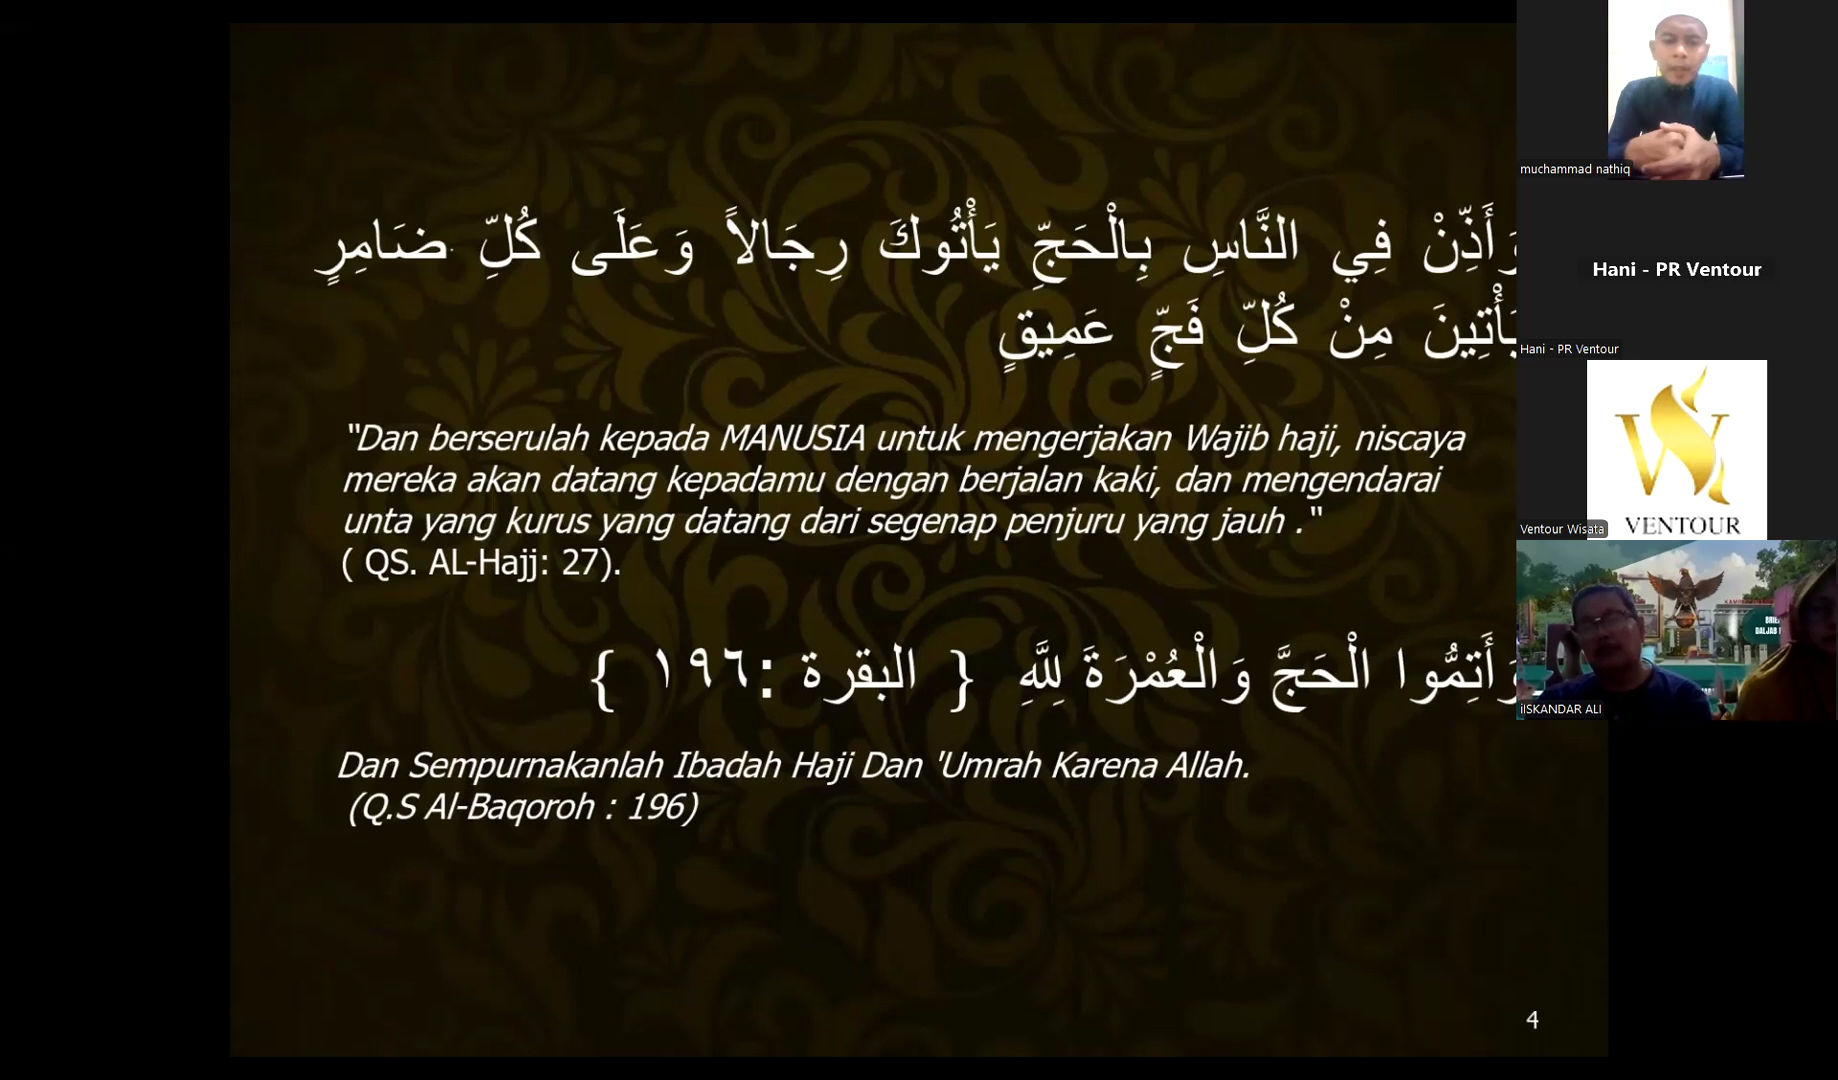 وَأَذِّنْ فِي النَّاسِ بِالْحَجِّ يَأْتُوكَ رِجَالاً وَعَلَى كُلِّ ضَامِرٍ
يَأْتِينَ مِنْ كُلِّ فَجٍّ عَمِيقٍ
"Dan berserulah kepada MANUSIA untuk mengerjakan Wajib haji, niscaya
mereka akan datang kepadamu dengan berjalan kaki, dan mengendarai
unta yang kurus yang datang dari segenap penjuru yang jauh ."
( QS. AL-Hajj: 27).
وَأَتِمُّوا الْحَجَّ وَالْعُمْرَةَ لِلَّهِ { البقرة :١٩٦ }
Dan Sempurnakanlah Ibadah Haji Dan 'Umrah Karena Allah.
(Q.S Al-Baqoroh : 196)
4
muchammad nathiq
Hani - PR Ventour
Hani - PR Ventour
VENTOUR
Ventour Wisata
iISKANDAR ALI